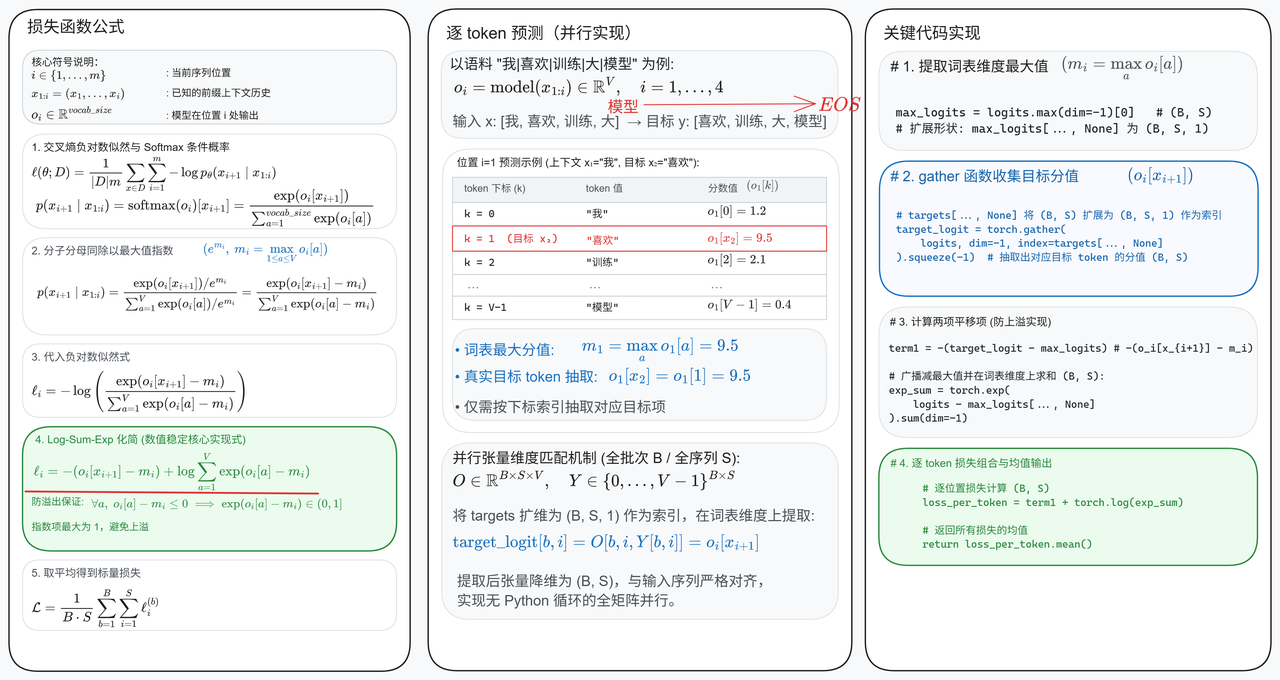 损失函数公式
核心符号说明：
i ∈ {1, . . . , m} : 当前序列位置
x_{1:i} = (x_1, . . . , x_i) : 已知的前缀上下文历史
o_i ∈ ℝ^{vocab_size} : 模型在位置 i 处输出
1. 交叉熵负对数似然与 Softmax 条件概率
ℓ(θ; D) = \frac{1}{|D|m} \sum_{x∈D} \sum_{i=1}^{m} − log p_θ(x_{i+1} | x_{1:i})
p(x_{i+1} | x_{1:i}) = softmax(o_i)[x_{i+1}] = \frac{exp(o_i[x_{i+1}])}{\sum_{a=1}^{vocab_size} exp(o_i[a])}
2. 分子分母同除以最大值指数 (e^{m_i}, m_i = \max_{1≤a≤V} o_i[a])
p(x_{i+1} | x_{1:i}) = \frac{exp(o_i[x_{i+1}])/e^{m_i}}{\sum_{a=1}^{V} exp(o_i[a])/e^{m_i}} = \frac{exp(o_i[x_{i+1}] − m_i)}{\sum_{a=1}^{V} exp(o_i[a] − m_i)}
3. 代入负对数似然式
ℓ_i = − log ( \frac{exp(o_i[x_{i+1}] − m_i)}{\sum_{a=1}^{V} exp(o_i[a] − m_i)} )
4. Log-Sum-Exp 化简 (数值稳定核心实现式)
ℓ_i = −(o_i[x_{i+1}] − m_i) + log \sum_{a=1}^{V} exp(o_i[a] − m_i)
防溢出保证: ∀a, o_i[a] − m_i ≤ 0 ⟹ exp(o_i[a] − m_i) ∈ (0, 1]
指数项最大为 1，避免上溢
5. 取平均得到标量损失
ℒ = \frac{1}{B · S} \sum_{b=1}^{B} \sum_{i=1}^{S} ℓ_i^{(b)}
逐 token 预测（并行实现）
以语料 "我|喜欢|训练|大|模型" 为例:
o_i = model(x_{1:i}) ∈ ℝ^V, i = 1, . . . , 4
模型 → EOS
输入 x: [我, 喜欢, 训练, 大] → 目标 y: [喜欢, 训练, 大, 模型]
位置 i=1 预测示例 (上下文 x₁="我", 目标 x₂="喜欢"):
token 下标 (k) token 值 分数值 (o_1[k])
k = 0 "我" o_1[0] = 1.2
k = 1 (目标 x₂) "喜欢" o_1[x_2] = 9.5
k = 2 "训练" o_1[2] = 2.1
... ... ...
k = V-1 "模型" o_1[V − 1] = 0.4
• 词表最大分值: m_1 = \max_a o_1[a] = 9.5
• 真实目标 token 抽取: o_1[x_2] = o_1[1] = 9.5
• 仅需按下标索引抽取对应目标项
并行张量维度匹配机制 (全批次 B / 全序列 S):
O ∈ ℝ^{B×S×V}, Y ∈ {0, . . . , V − 1}^{B×S}
将 targets 扩维为 (B, S, 1) 作为索引，在词表维度上提取:
target_logit[b, i] = O[b, i, Y[b, i]] = o_i[x_{i+1}]
提取后张量降维为 (B, S)，与输入序列严格对齐，
实现无 Python 循环的全矩阵并行。
关键代码实现
# 1. 提取词表维度最大值 (m_i = \max_a o_i[a])
max_logits = logits.max(dim=-1)[0] # (B, S)
# 扩展形状: max_logits[..., None] 为 (B, S, 1)
# 2. gather 函数收集目标分值 (o_i[x_{i+1}])
# targets[..., None] 将 (B, S) 扩展为 (B, S, 1) 作为索引
target_logit = torch.gather(
logits, dim=-1, index=targets[..., None]
).squeeze(-1) # 抽取出对应目标 token 的分值 (B, S)
# 3. 计算两项平移项 (防上溢实现)
term1 = -(target_logit - max_logits) # -(o_i[x_{i+1}] - m_i)
# 广播减最大值并在词表维度上求和 (B, S):
exp_sum = torch.exp(
logits - max_logits[..., None]
).sum(dim=-1)
# 4. 逐 token 损失组合与均值输出
# 逐位置损失计算 (B, S)
loss_per_token = term1 + torch.log(exp_sum)
# 返回所有损失的均值
return loss_per_token.mean()